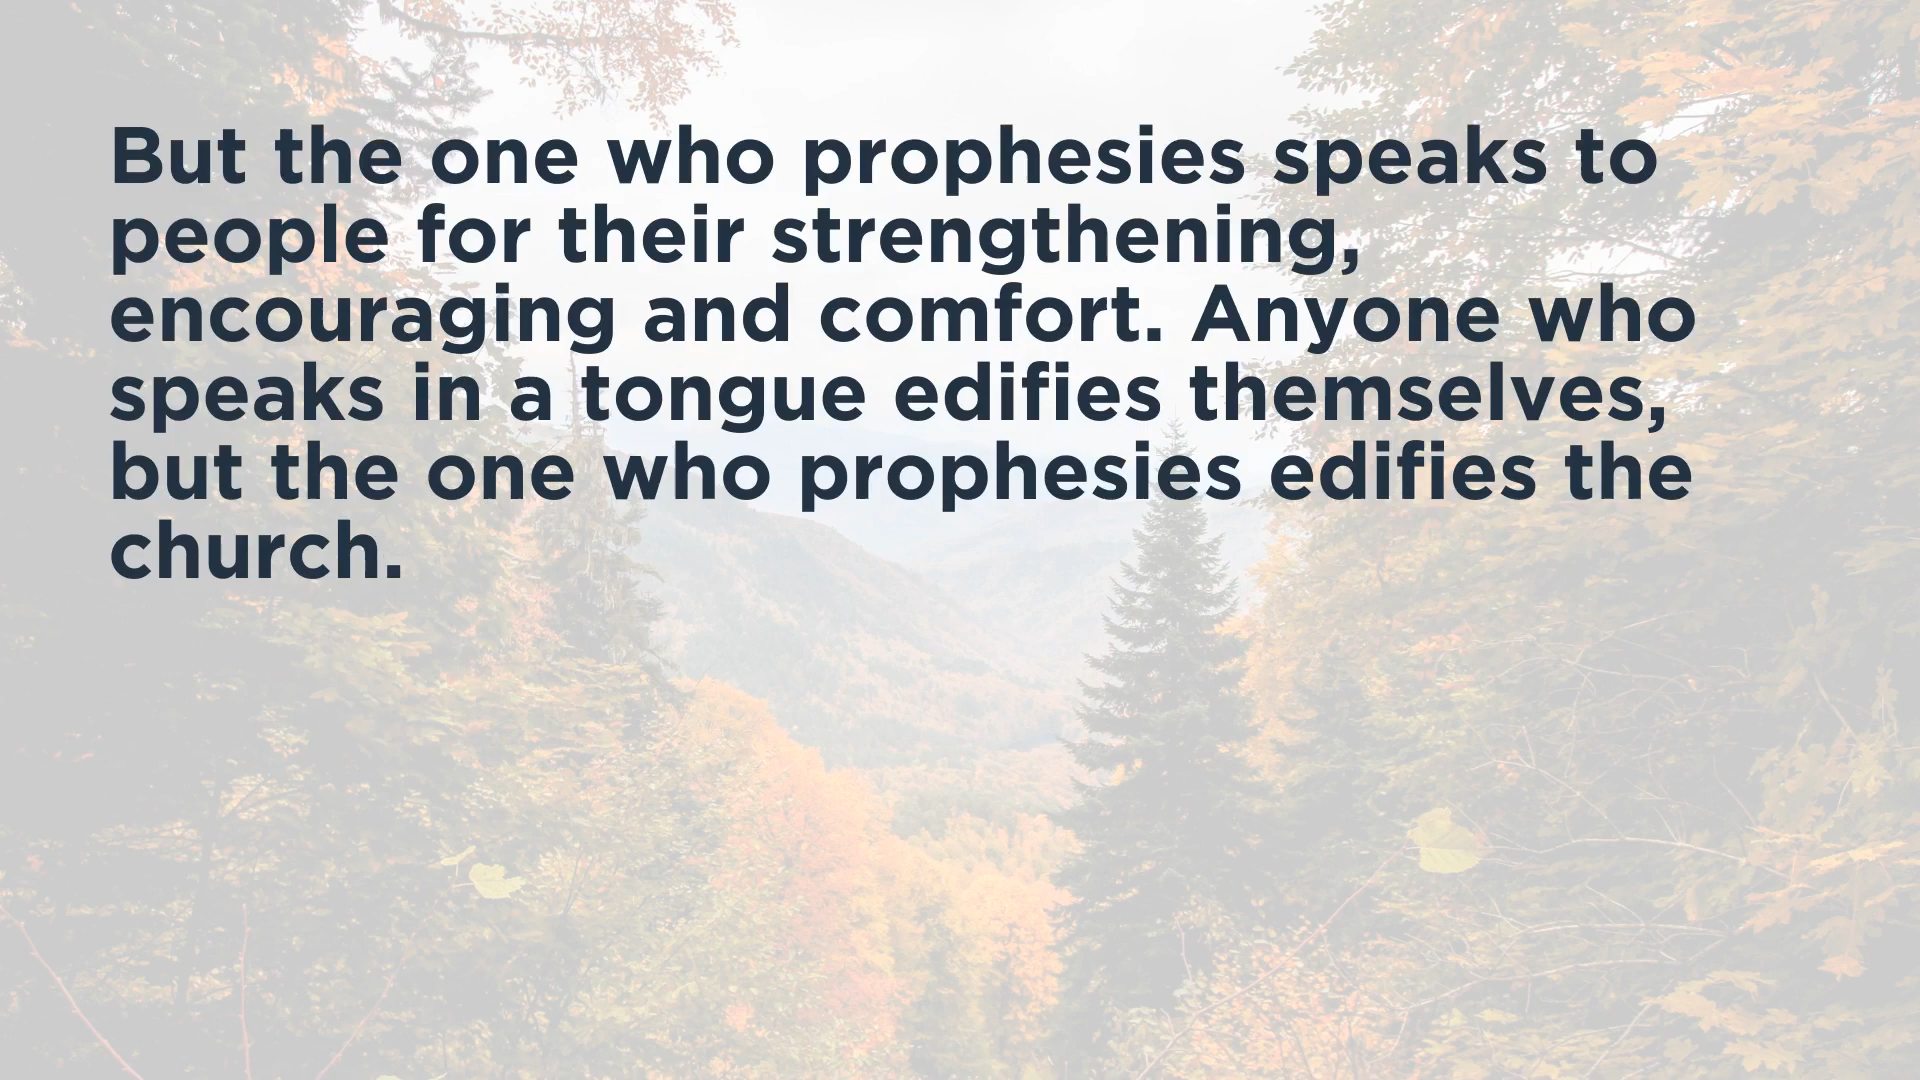 But the one who prophesies speaks to
people for their strengthening,
encouraging and comfort. Anyone who
speaks in a tongue edifies themselves,
but the one who prophesies edifies the
church.